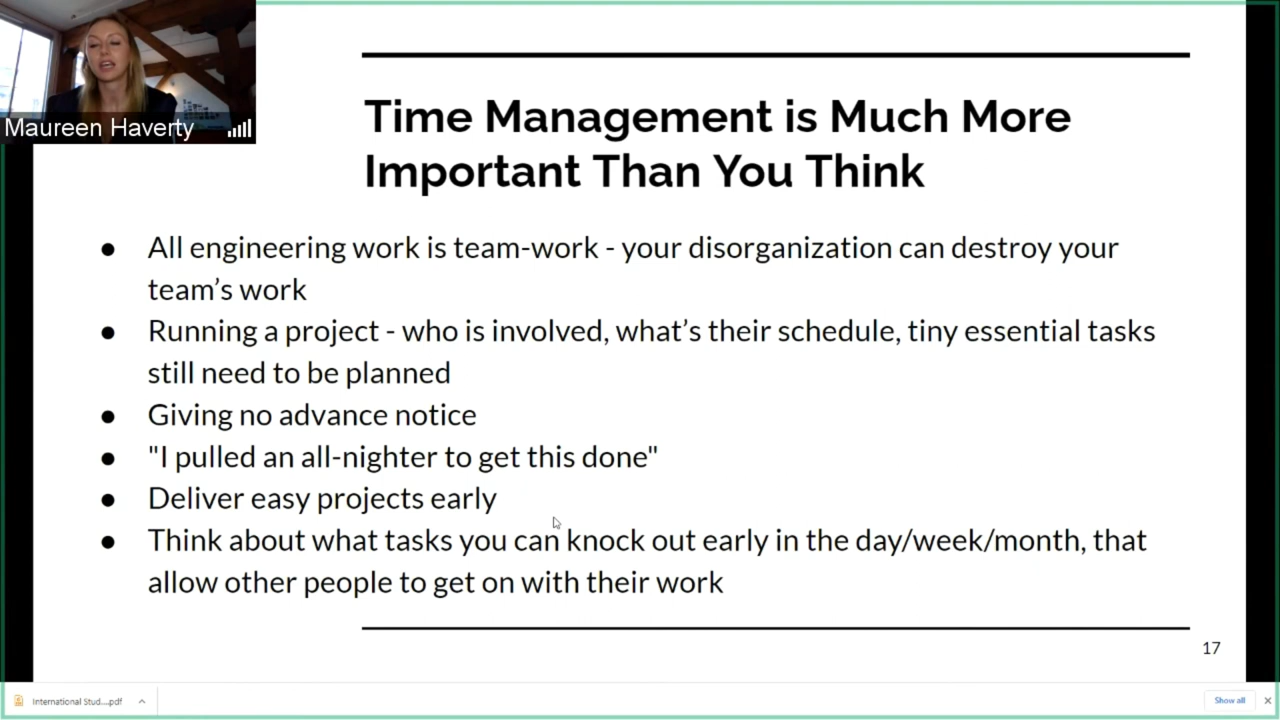 Maureen Haverty
Time Management is Much More
Important Than You Think
● All engineering work is team-work - your disorganization can destroy your
team’s work
● Running a project - who is involved, what’s their schedule, tiny essential tasks
still need to be planned
● Giving no advance notice
● "I pulled an all-nighter to get this done"
● Deliver easy projects early
● Think about what tasks you can knock out early in the day/week/month, that
allow other people to get on with their work
17
International Stud....pdf
Show all